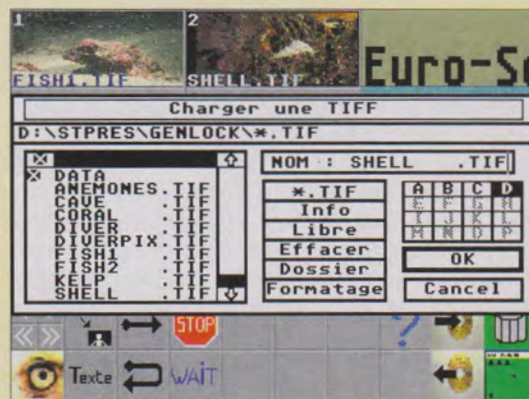 1
2
FISH1.TIF
SHELL.TIF
Euro-S
Charger une TIFF
D:\STPRES\GENLOCK\*.TIF
NOM : SHELL .TIF
DATA
ANEMONES.TIF
CAVE .TIF
CORAL .TIF
DIVER .TIF
DIVERPIX.TIF
FISH1 .TIF
FISH2 .TIF
KELP .TIF
SHELL .TIF
*.TIF
Info
Libre
Effacer
Dossier
Formatage
A B C D
E F G H
I J K L
M N O P
OK
Cancel
STOP
?
Texte
WAIT